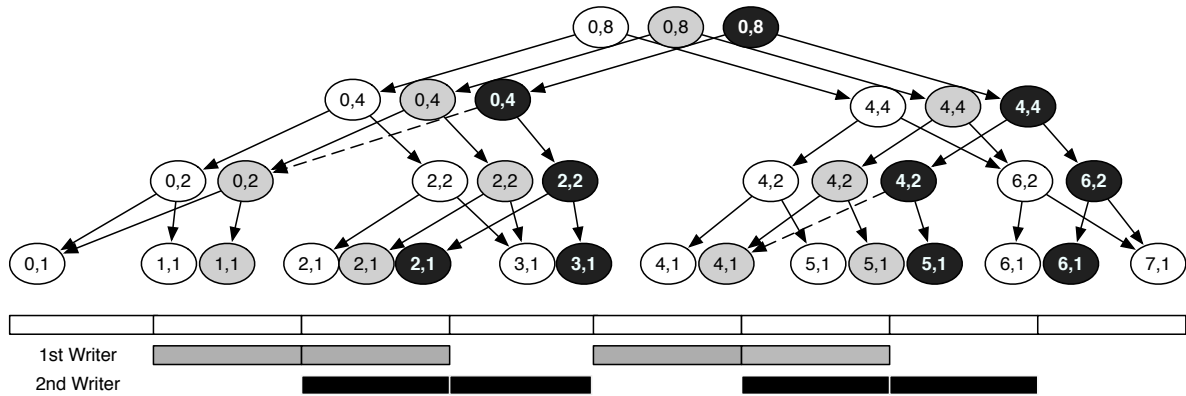 0,8 0,8 0,8
0,4 0,4 0,4 4,4 4,4 4,4
0,2 0,2 2,2 2,2 2,2 4,2 4,2 4,2 6,2 6,2
0,1 1,1 1,1 2,1 2,1 2,1 3,1 3,1 4,1 4,1 5,1 5,1 5,1 6,1 6,1 7,1
1st Writer
2nd Writer